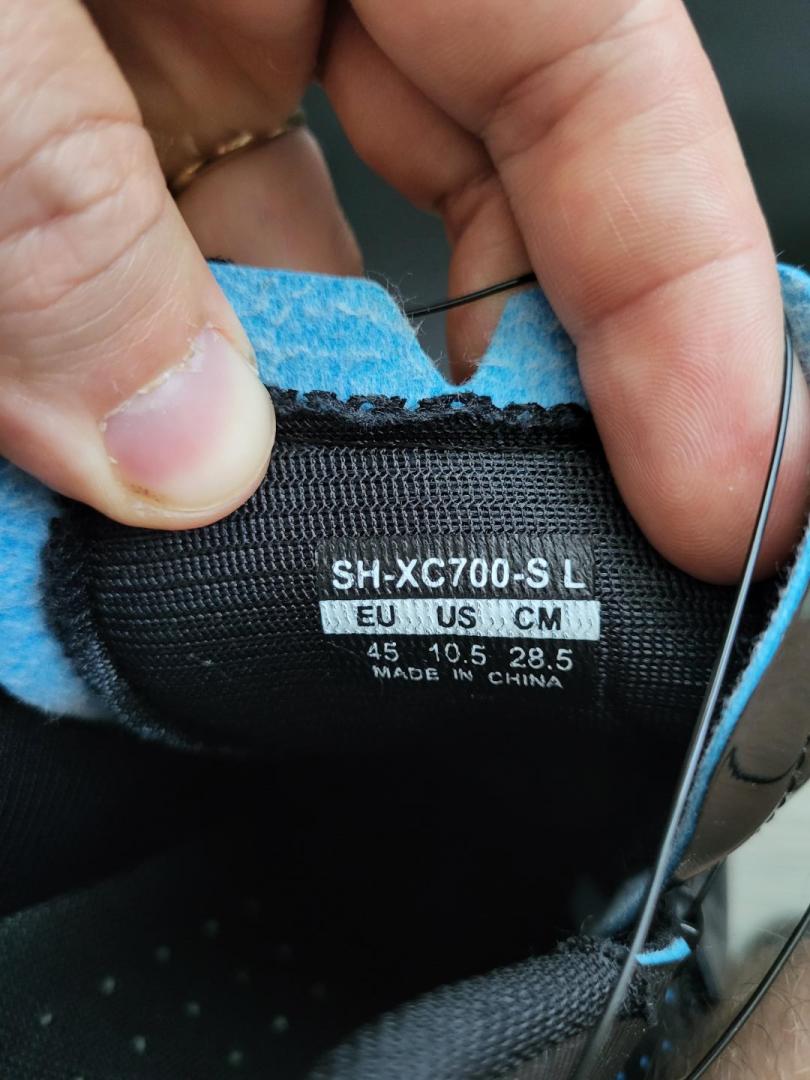 SH-XC700-S L
EU US CM
45 10.5 28.5
MADE IN CHINA